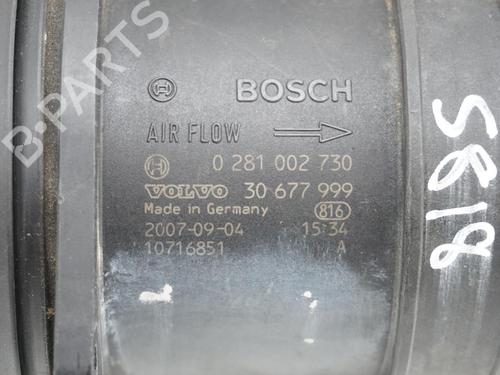 BOSCH
AIR FLOW
0 281 002 730
VOLVO 30 677 999
Made in Germany 816
2007-09-04 15:34
10716851 A
B-PARTS